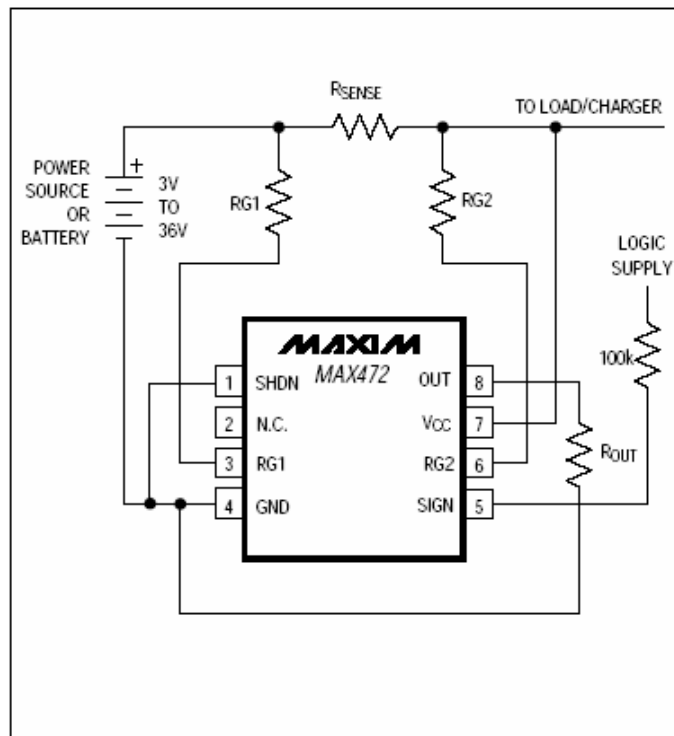 RSENSE
TO LOAD/CHARGER
POWER
SOURCE
OR
BATTERY
+
3V
TO
36V
RG1
RG2
LOGIC
SUPPLY
100k
MAXIM
MAX472
1 SHDN
2 N.C.
3 RG1
4 GND
OUT 8
VCC 7
RG2 6
SIGN 5
ROUT